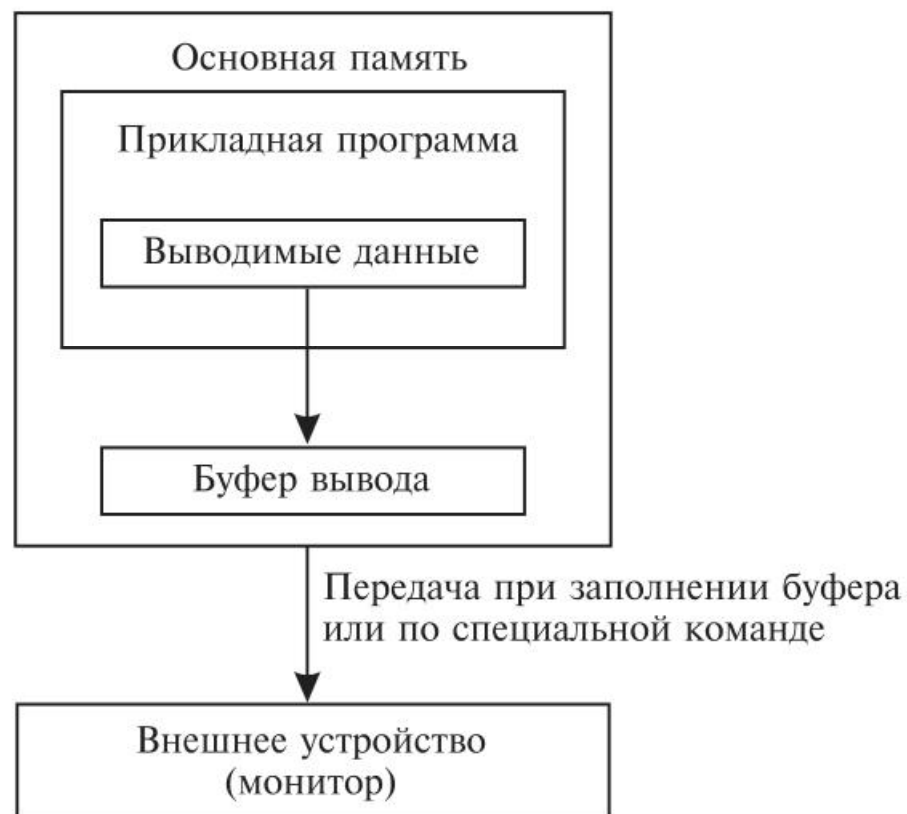 Основная память
Прикладная программа
Выводимые данные
Буфер вывода
Передача при заполнении буфера
или по специальной команде
Внешнее устройство
(монитор)